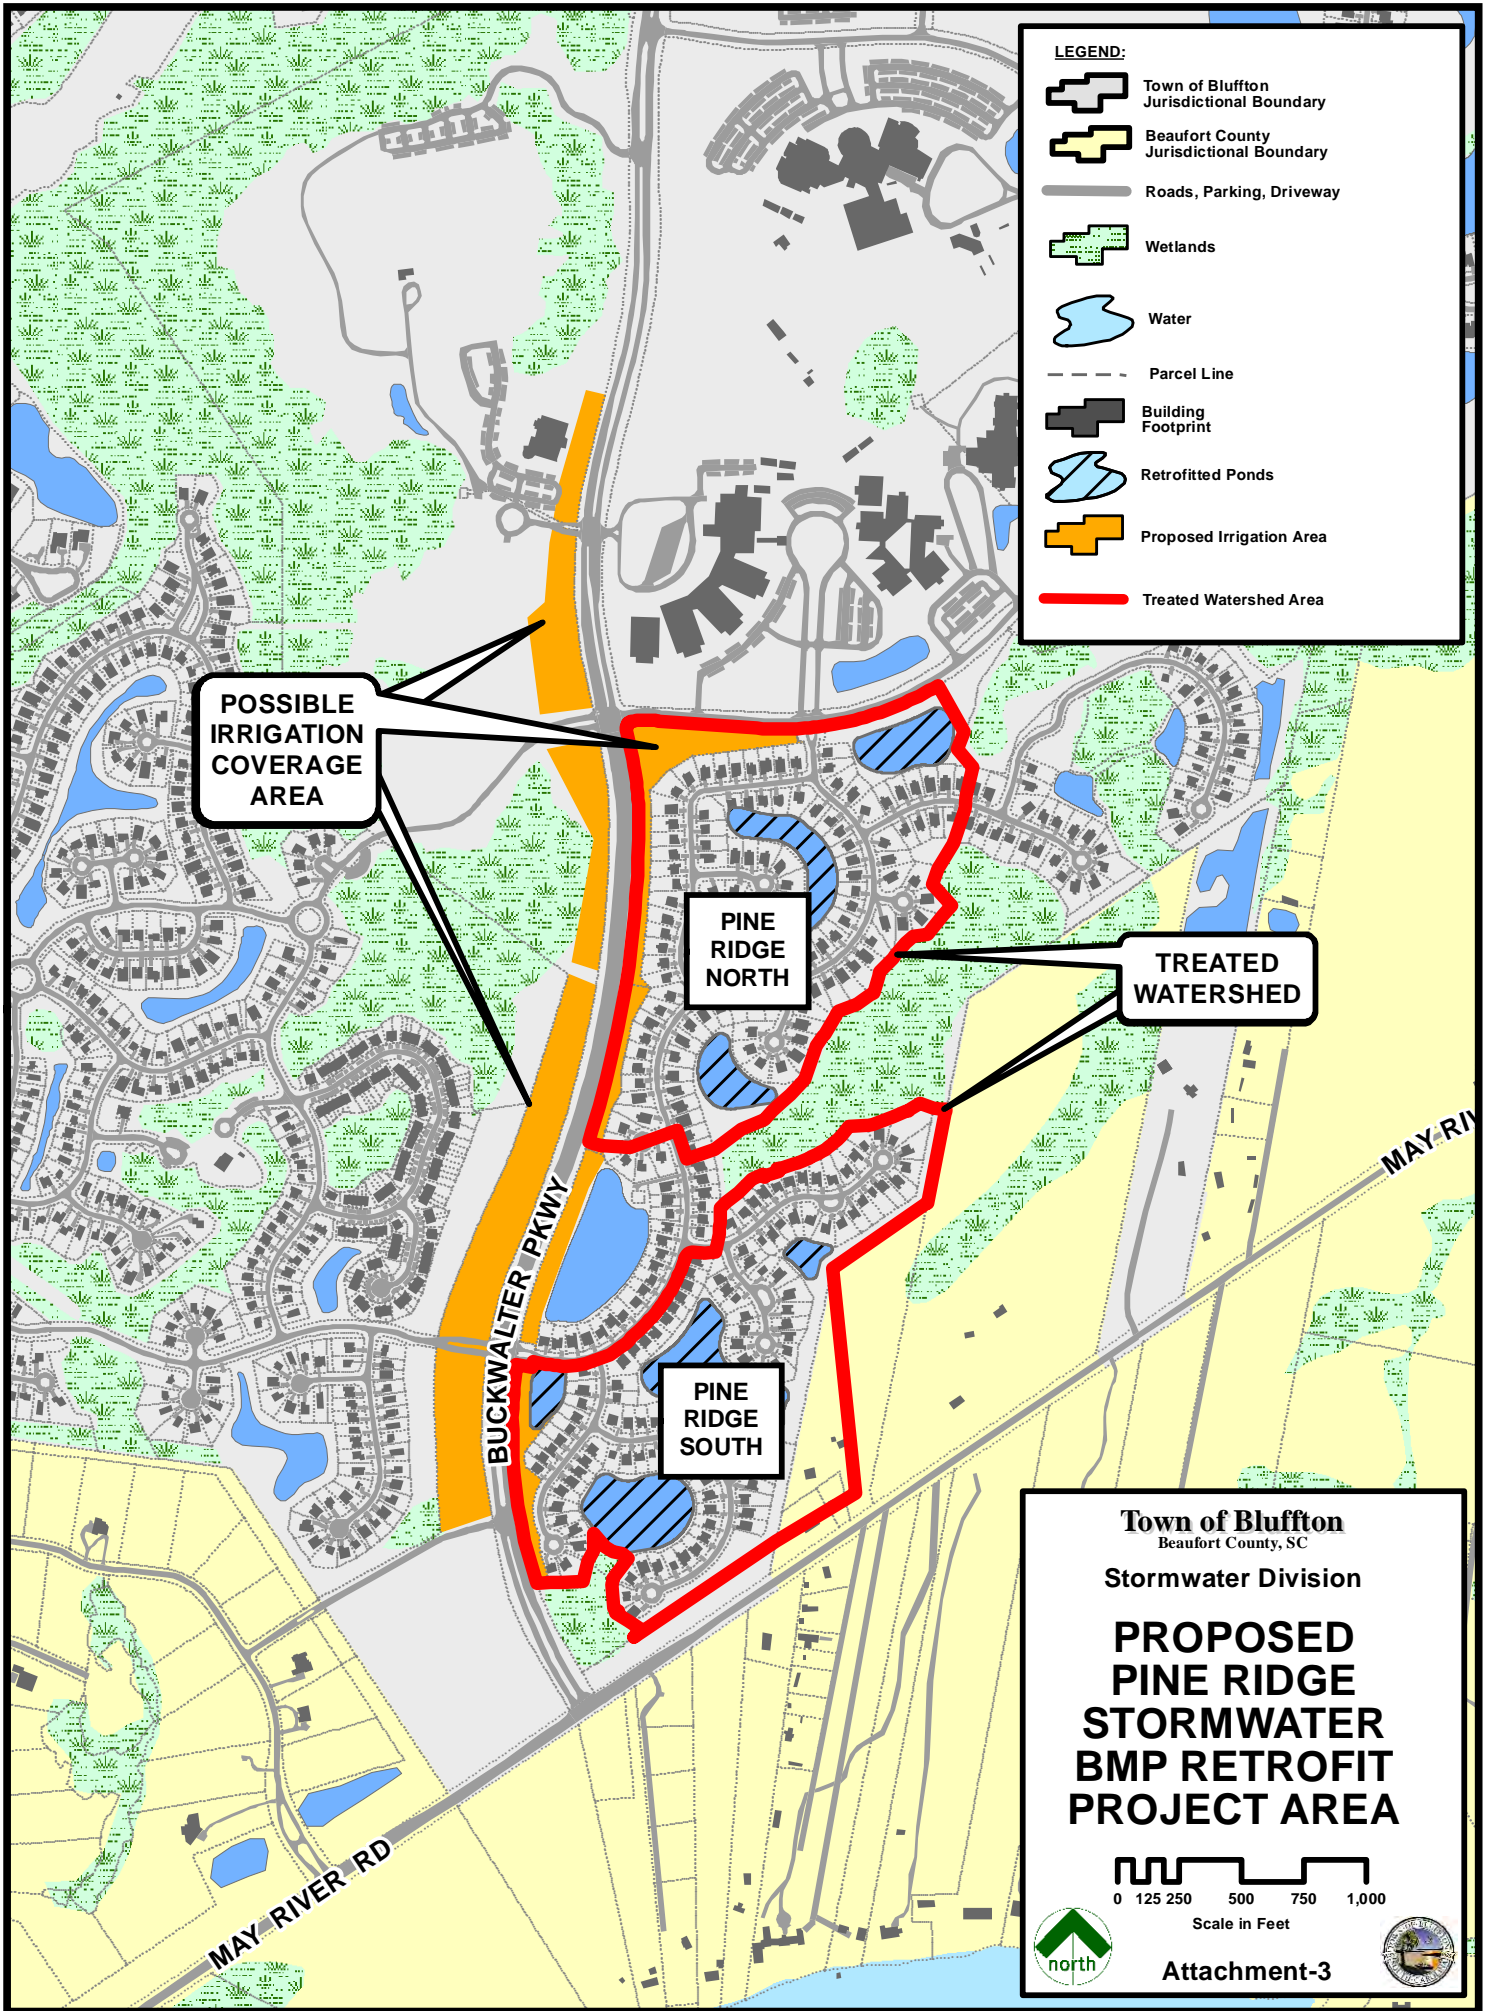 LEGEND:
Town of Bluffton
Jurisdictional Boundary
Beaufort County
Jurisdictional Boundary
Roads, Parking, Driveway
Wetlands
Water
Parcel Line
Building
Footprint
Retrofitted Ponds
Proposed Irrigation Area
Treated Watershed Area
POSSIBLE
IRRIGATION
COVERAGE
AREA
PINE
RIDGE
NORTH
TREATED
WATERSHED
MAY RIV
BUCKWALTER PKWY
PINE
RIDGE
SOUTH
MAY RIVER RD
Town of Bluffton
Beaufort County, SC
Stormwater Division
PROPOSED
PINE RIDGE
STORMWATER
BMP RETROFIT
PROJECT AREA
0 125 250 500 750 1,000
Scale in Feet
north
Attachment-3